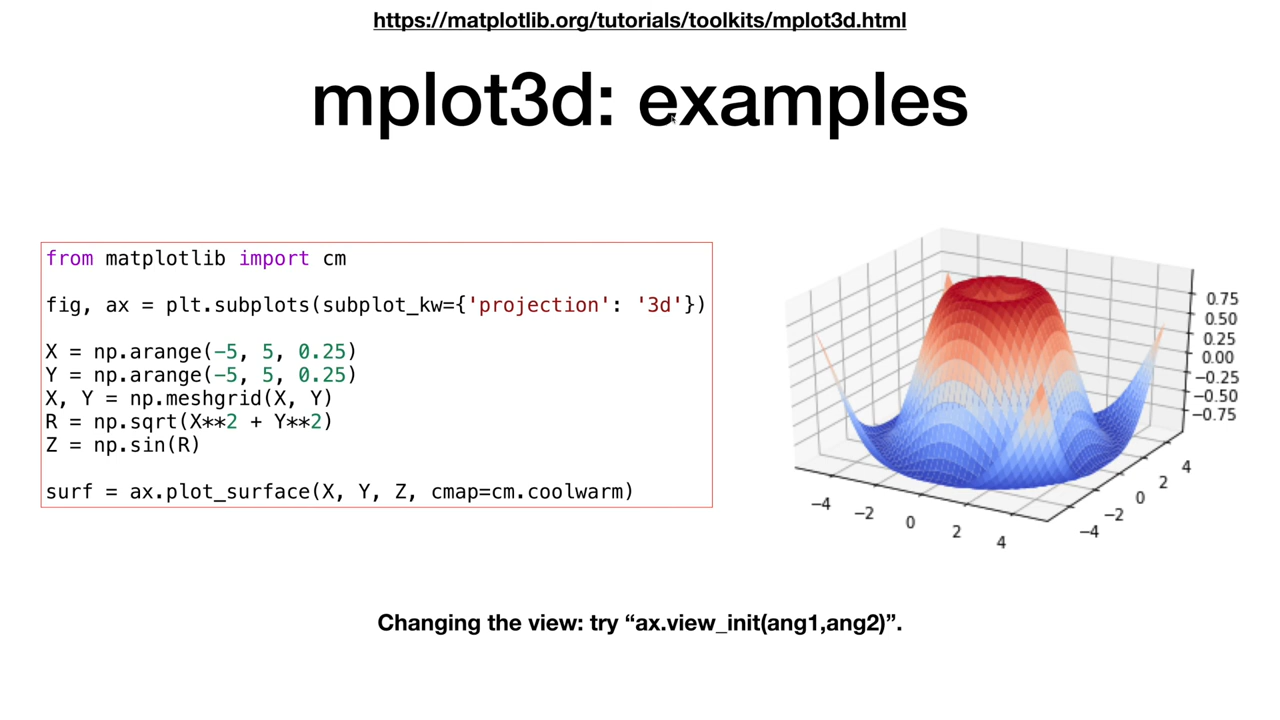 https://matplotlib.org/tutorials/toolkits/mplot3d.html
mplot3d: examples
from matplotlib import cm
fig, ax = plt.subplots(subplot_kw={'projection': '3d'})
X = np.arange(-5, 5, 0.25)
Y = np.arange(-5, 5, 0.25)
X, Y = np.meshgrid(X, Y)
R = np.sqrt(X**2 + Y**2)
Z = np.sin(R)
surf = ax.plot_surface(X, Y, Z, cmap=cm.coolwarm)
0.75
0.50
0.25
0.00
−0.25
−0.50
−0.75
4
2
0
−2
−4
−4
−2
0
2
4
Changing the view: try “ax.view_init(ang1,ang2)”.